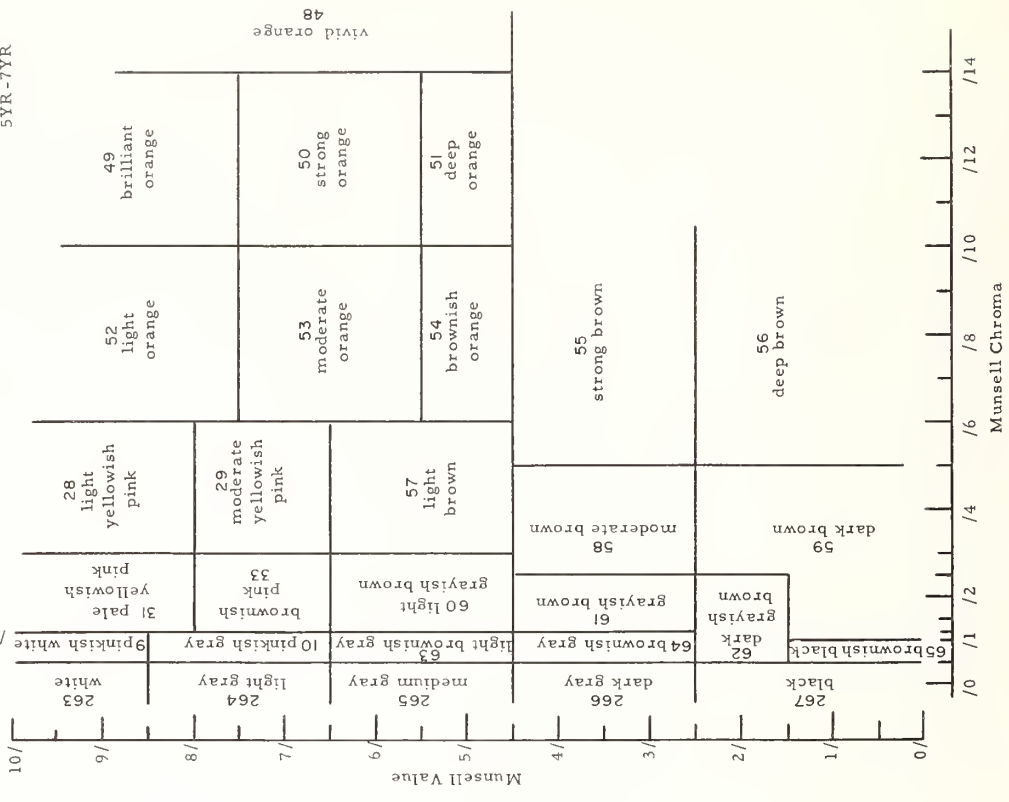 5YR-7YR
vivid orange
48
49
brilliant
orange
50
strong
orange
51
deep
orange
52
light
orange
53
moderate
orange
54
brownish
orange
55
strong brown
56
deep brown
28
light
yellowish
pink
29
moderate
yellowish
pink
57
light
brown
58
moderate brown
59
dark brown
31 pale
yellowish
pink
brownish
pink
33
60 light
grayish brown
61
grayish brown
62
dark
grayish
brown
9 pinkish white
10 pinkish gray
63
light brownish gray
64 brownish gray
65 brownish black
263
white
264
light gray
265
medium gray
266
dark gray
267
black
10/
9/
8/
7/
6/
5/
4/
3/
2/
1/
0/
Munsell Value
/0
/1
/2
/4
/6
/8
/10
/12
/14
Munsell Chroma